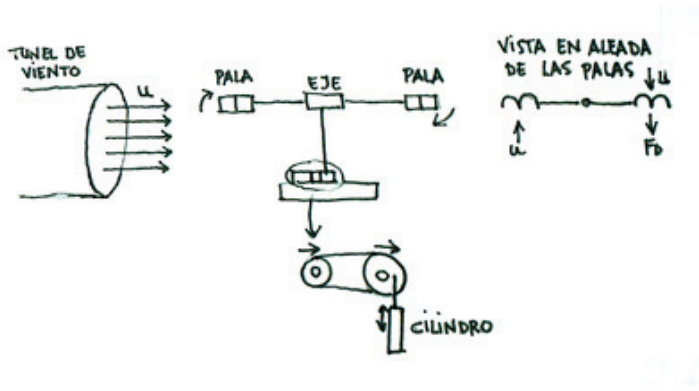 TUNEL DE
VIENTO
u
PALA
EJE
PALA
VISTA EN ALEADA
DE LAS PALAS
u
u
FD
CILINDRO